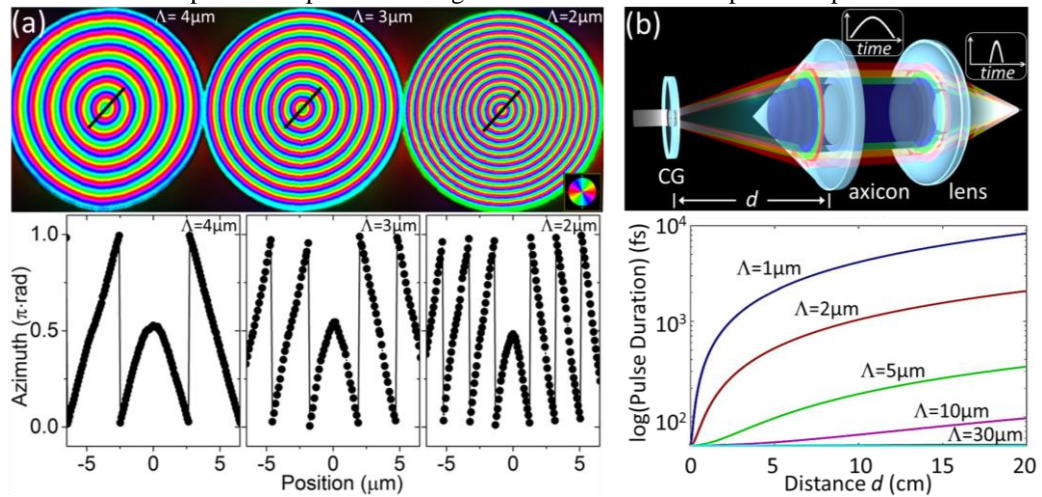 (a)
Λ= 4μm
Λ= 3μm
Λ=2μm
Λ=4μm
Λ=3μm
Λ=2μm
1.0
0.5
0.0
Azimuth (π·rad)
-5 0 5
-5 0 5
-5 0 5
Position (μm)
(b)
time
time
CG
d
axicon
lens
10⁴
10³
10²
log(Pulse Duration) (fs)
Λ=1μm
Λ=2μm
Λ=5μm
Λ=10μm
Λ=30μm
0 5 10 15 20
Distance d (cm)